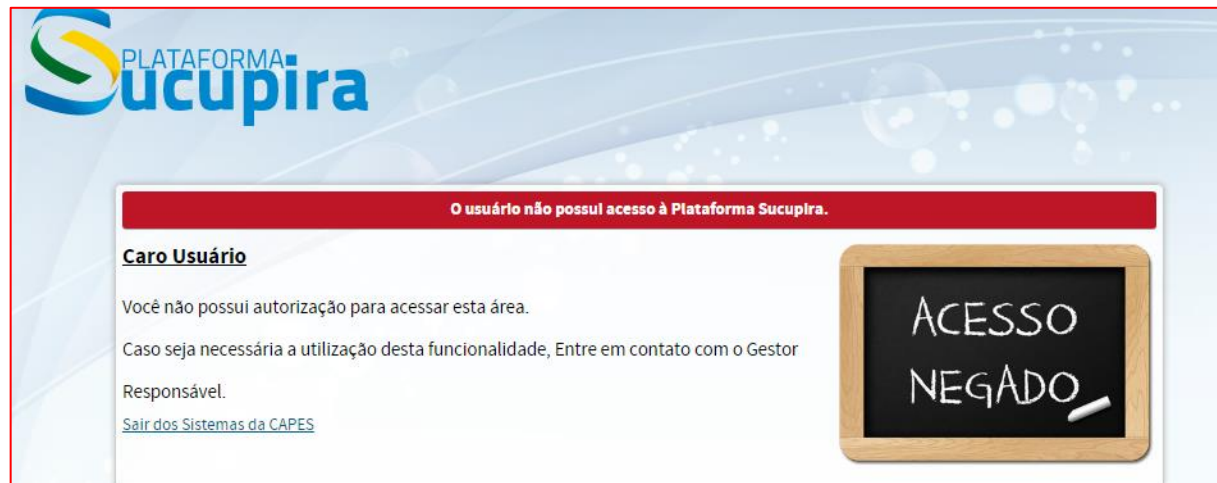 PLATAFORMA
Sucupira
O usuário não possui acesso à Plataforma Sucupira.
Caro Usuário
Você não possui autorização para acessar esta área.
Caso seja necessária a utilização desta funcionalidade, Entre em contato com o Gestor
Responsável.
Sair dos Sistemas da CAPES
ACESSO
NEGADO